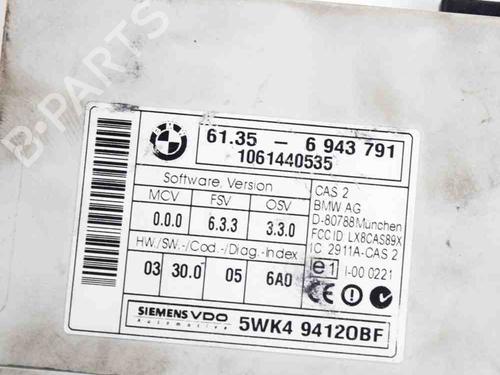 B-PARTS
BMW
61.35 - 6 943 791
1061440535
Software, Version
MCV FSV OSV
0.0.0 6.3.3 3.3.0
HW./SW.-/Cod.-/Diag.-Index
03 30.0 05 6A0
CAS 2
BMW AG
D-80788 München
FCC ID LX8CAS89X
IC 2911A-CAS 2
e1 I-00 0221
CE
SIEMENS VDO
Automotive
5WK4 94120BF